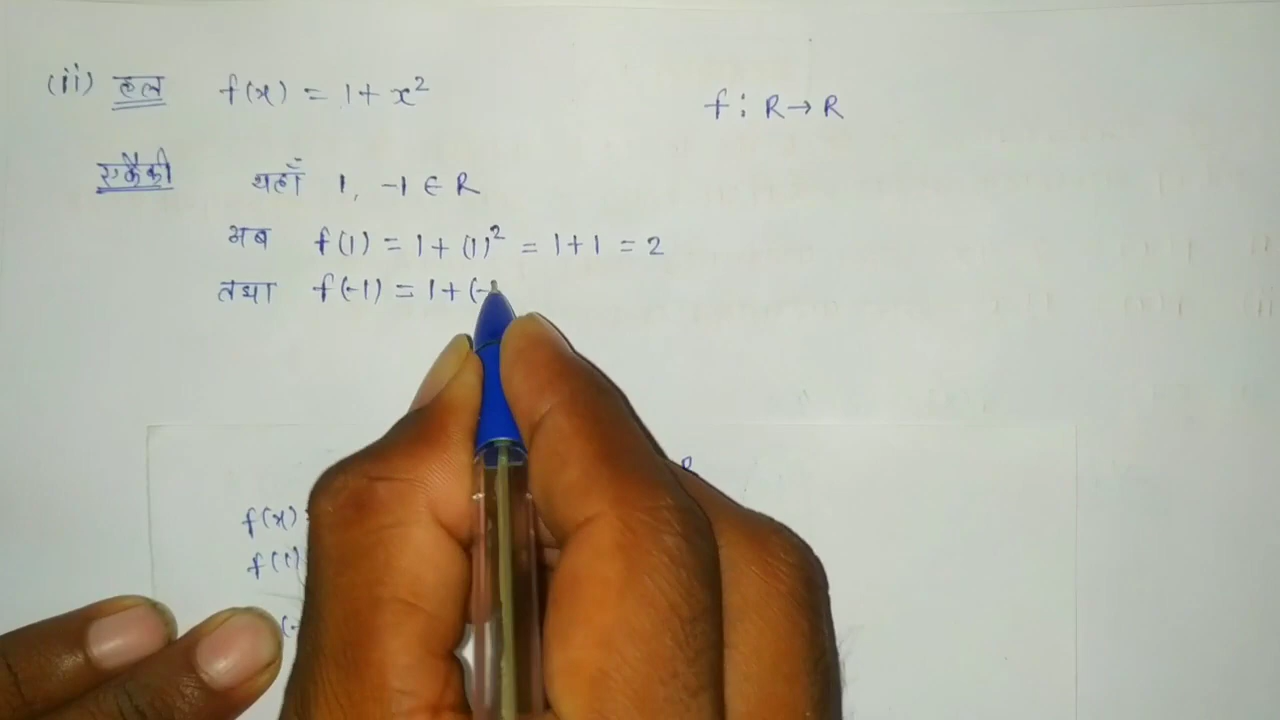 (ii) हल f(x) = 1 + x² f : R → R
एकैकी यहाँ 1, -1 ∈ R
अब f(1) = 1 + (1)² = 1 + 1 = 2
तथा f(-1) = 1 + (-
R
f(x) =
f(1)
(-